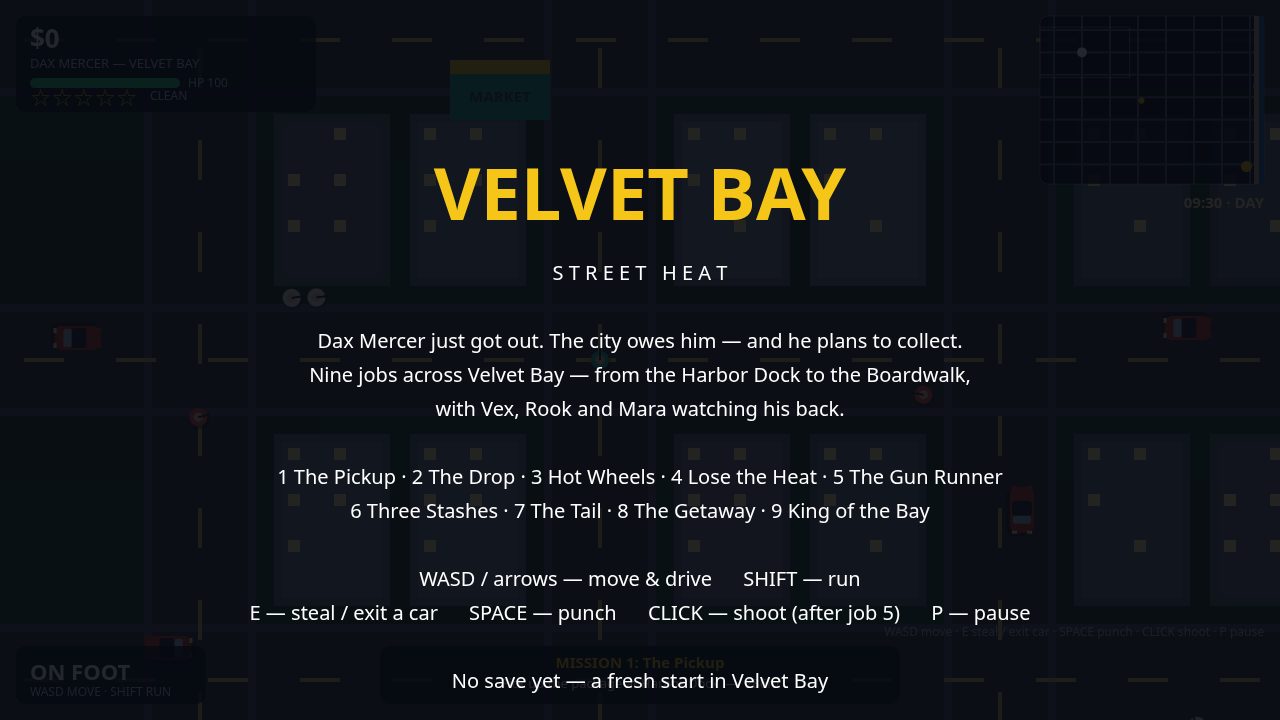 $0
DAX MERCER — VELVET BAY
HP 100
☆☆☆☆☆ CLEAN
MARKET
09:30 · DAY
VELVET BAY
STREET HEAT
Dax Mercer just got out. The city owes him — and he plans to collect.
Nine jobs across Velvet Bay — from the Harbor Dock to the Boardwalk,
with Vex, Rook and Mara watching his back.
1 The Pickup · 2 The Drop · 3 Hot Wheels · 4 Lose the Heat · 5 The Gun Runner
6 Three Stashes · 7 The Tail · 8 The Getaway · 9 King of the Bay
WASD / arrows — move & drive SHIFT — run
E — steal / exit a car SPACE — punch CLICK — shoot (after job 5) P — pause
WASD move · E steal / exit car · SPACE punch · CLICK shoot · P pause
ON FOOT
WASD MOVE · SHIFT RUN
MISSION 1: The Pickup
No save yet — a fresh start in Velvet Bay